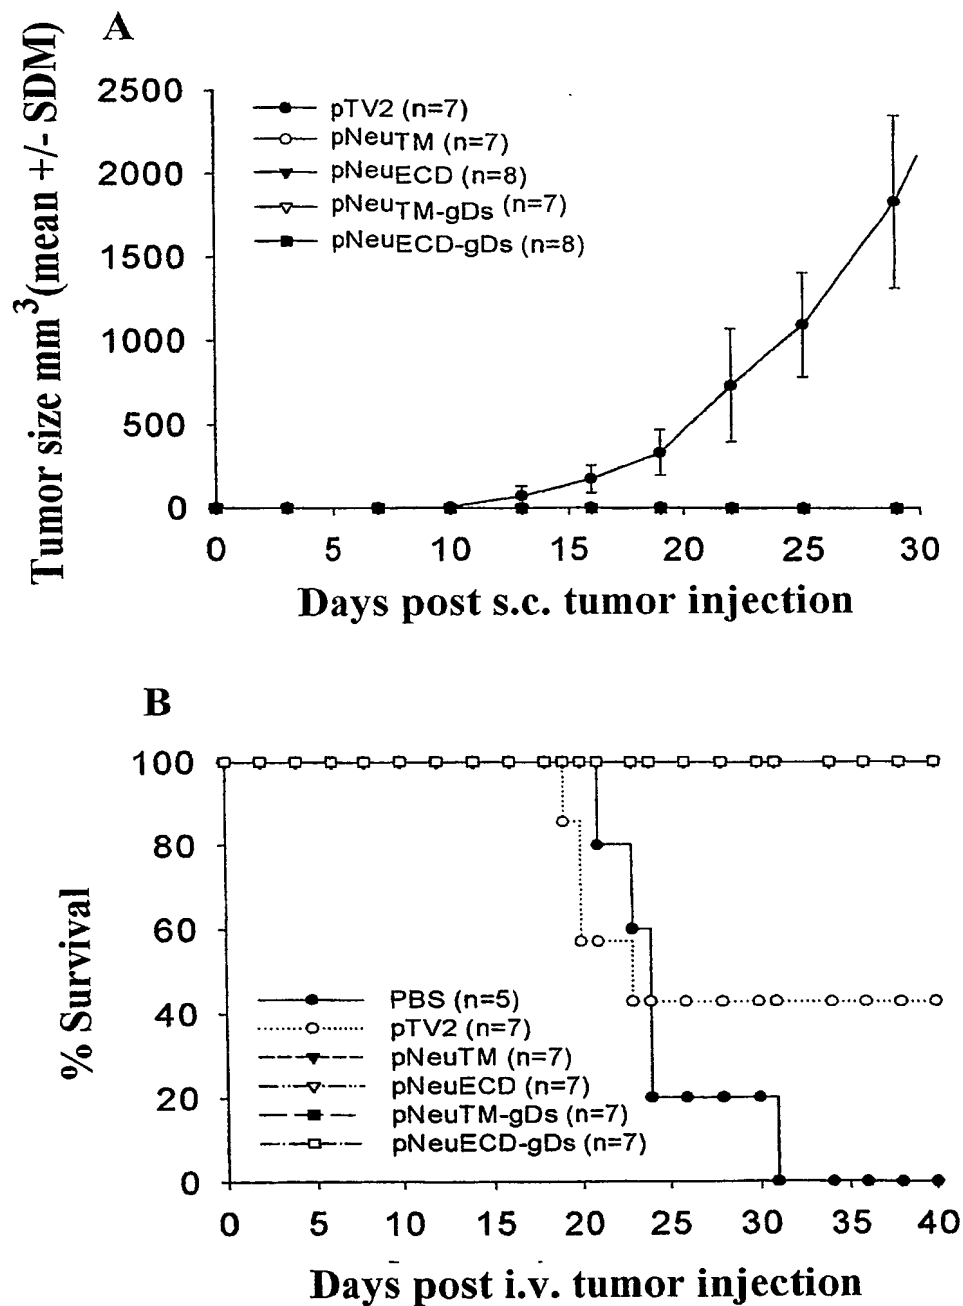 A
Tumor size mm3 (mean +/- SDM)
2500
2000
1500
1000
500
0
pTV2 (n=7)
pNeuTM (n=7)
pNeuECD (n=8)
pNeuTM-gDs (n=7)
pNeuECD-gDs (n=8)
0 5 10 15 20 25 30
Days post s.c. tumor injection
B
% Survival
100
80
60
40
20
0
PBS (n=5)
pTV2 (n=7)
pNeuTM (n=7)
pNeuECD (n=7)
pNeuTM-gDs (n=7)
pNeuECD-gDs (n=7)
0 5 10 15 20 25 30 35 40
Days post i.v. tumor injection